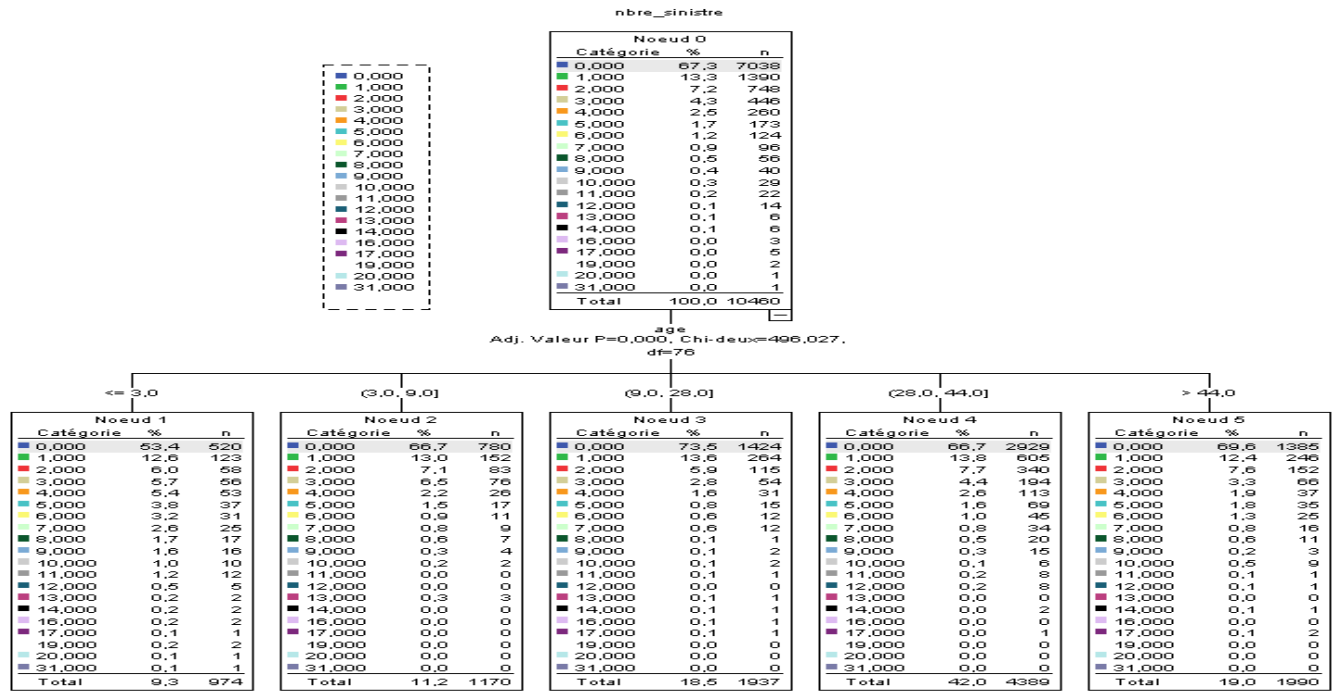 nbre_sinistre
Noeud 0
Catégorie % n
0,000 67,3 7038
1,000 13,3 1390
2,000 7,2 748
3,000 4,3 446
4,000 2,5 260
5,000 1,7 173
6,000 1,2 124
7,000 0,9 96
8,000 0,5 56
9,000 0,4 40
10,000 0,3 29
11,000 0,2 22
12,000 0,1 14
13,000 0,1 6
14,000 0,1 6
16,000 0,0 3
17,000 0,0 5
19,000 0,0 2
20,000 0,0 1
31,000 0,0 1
Total 100,0 10460
0,000
1,000
2,000
3,000
4,000
5,000
6,000
7,000
8,000
9,000
10,000
11,000
12,000
13,000
14,000
16,000
17,000
19,000
20,000
31,000
age
Adj. Valeur P=0,000, Chi-deux=496,027,
df=76
<= 3,0
Noeud 1
Catégorie % n
0,000 53,4 520
1,000 12,6 123
2,000 6,0 58
3,000 5,7 56
4,000 5,4 53
5,000 3,8 37
6,000 3,2 31
7,000 2,6 25
8,000 1,7 17
9,000 1,6 16
10,000 1,0 10
11,000 1,2 12
12,000 0,5 5
13,000 0,2 2
14,000 0,2 2
16,000 0,2 2
17,000 0,1 1
19,000 0,2 2
20,000 0,1 1
31,000 0,1 1
Total 9,3 974
(3,0, 9,0]
Noeud 2
Catégorie % n
0,000 66,7 780
1,000 13,0 152
2,000 7,1 83
3,000 6,5 76
4,000 2,2 26
5,000 1,5 17
6,000 0,9 11
7,000 0,8 9
8,000 0,6 7
9,000 0,3 4
10,000 0,2 2
11,000 0,0 0
12,000 0,0 0
13,000 0,3 3
14,000 0,0 0
16,000 0,0 0
17,000 0,0 0
19,000 0,0 0
20,000 0,0 0
31,000 0,0 0
Total 11,2 1170
(9,0, 28,0]
Noeud 3
Catégorie % n
0,000 73,5 1424
1,000 13,6 264
2,000 5,9 115
3,000 2,8 54
4,000 1,6 31
5,000 0,8 15
6,000 0,6 12
7,000 0,6 12
8,000 0,1 1
9,000 0,1 2
10,000 0,1 2
11,000 0,1 1
12,000 0,0 0
13,000 0,1 1
14,000 0,1 1
16,000 0,1 1
17,000 0,1 1
19,000 0,0 0
20,000 0,0 0
31,000 0,0 0
Total 18,5 1937
(28,0, 44,0]
Noeud 4
Catégorie % n
0,000 66,7 2929
1,000 13,8 605
2,000 7,7 340
3,000 4,4 194
4,000 2,6 113
5,000 1,6 69
6,000 1,0 45
7,000 0,8 34
8,000 0,5 20
9,000 0,3 15
10,000 0,1 6
11,000 0,2 8
12,000 0,2 8
13,000 0,0 0
14,000 0,0 2
16,000 0,0 0
17,000 0,0 1
19,000 0,0 0
20,000 0,0 0
31,000 0,0 0
Total 42,0 4389
> 44,0
Noeud 5
Catégorie % n
0,000 69,6 1385
1,000 12,4 246
2,000 7,6 152
3,000 3,3 66
4,000 1,9 37
5,000 1,8 35
6,000 1,3 25
7,000 0,8 16
8,000 0,6 11
9,000 0,2 3
10,000 0,5 9
11,000 0,1 1
12,000 0,1 1
13,000 0,0 0
14,000 0,1 1
16,000 0,0 0
17,000 0,1 2
19,000 0,0 0
20,000 0,0 0
31,000 0,0 0
Total 19,0 1990